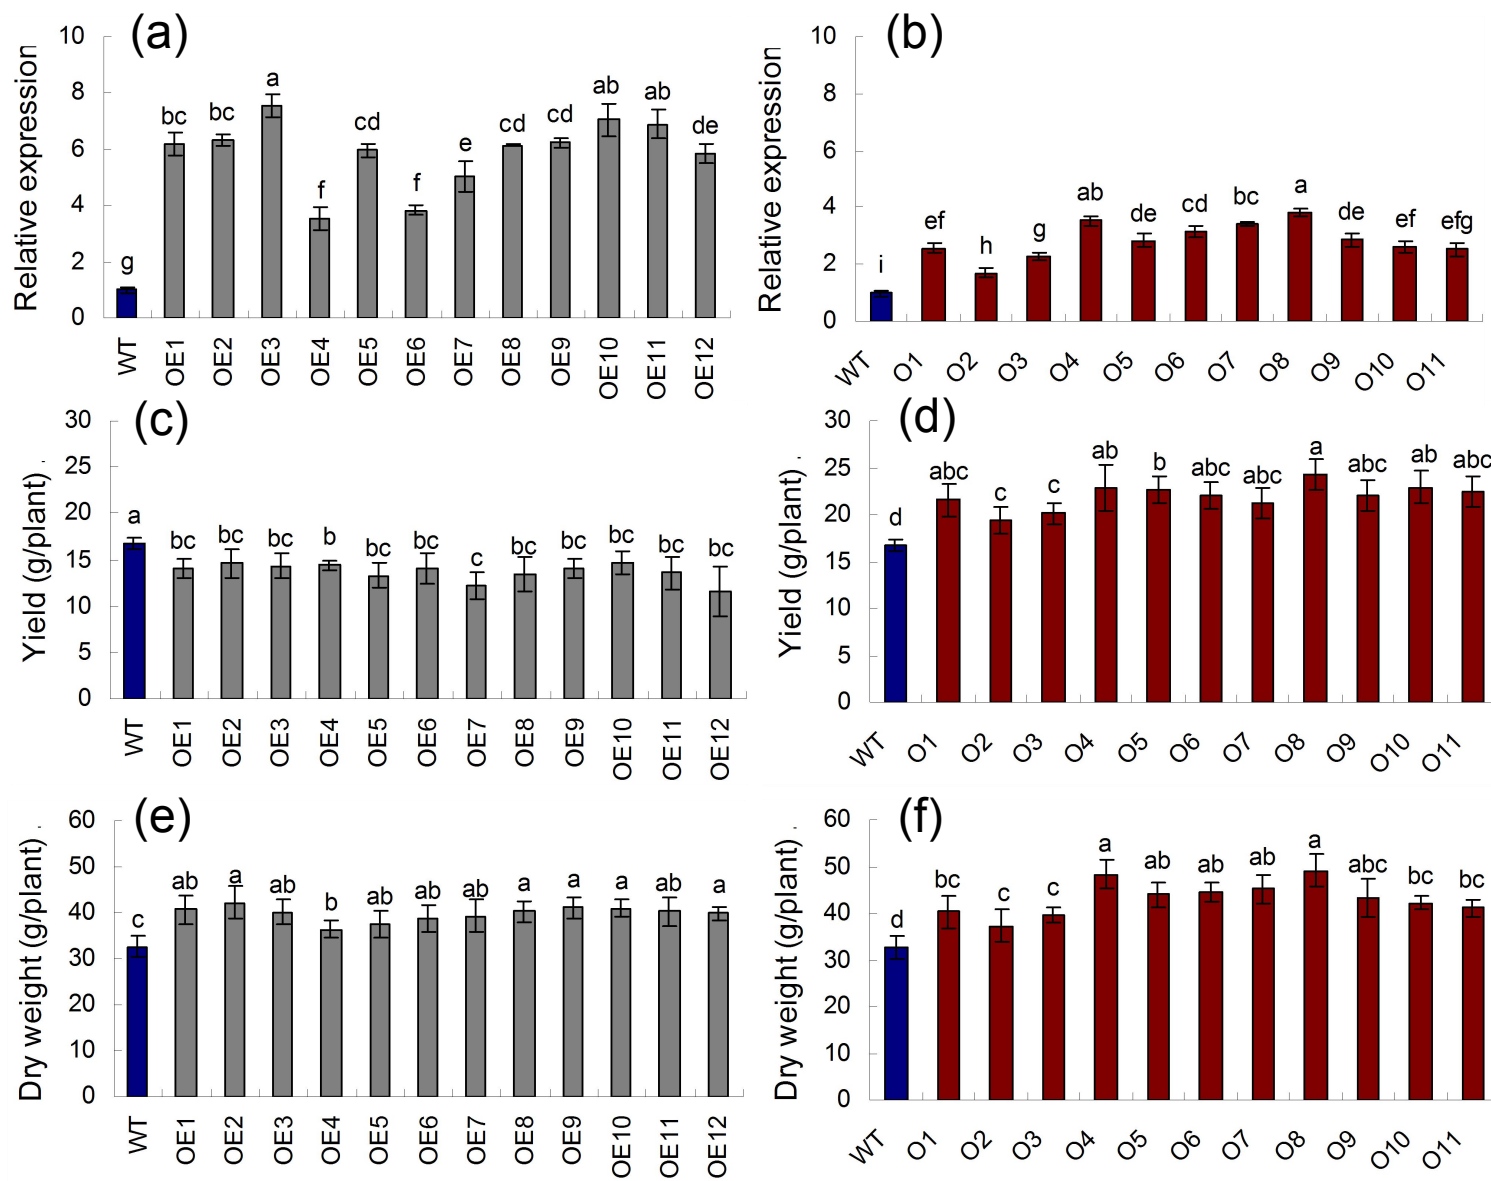 (a)
Relative expression
10
8
6
4
2
0
g bc bc a f cd f e cd cd ab ab de
WT OE1 OE2 OE3 OE4 OE5 OE6 OE7 OE8 OE9 OE10 OE11 OE12
(b)
Relative expression
10
8
6
4
2
0
i ef h g ab de cd bc a de ef efg
WT O1 O2 O3 O4 O5 O6 O7 O8 O9 O10 O11
(c)
Yield (g/plant) .
30
25
20
15
10
5
0
a bc bc bc b bc bc c bc bc bc bc bc
WT OE1 OE2 OE3 OE4 OE5 OE6 OE7 OE8 OE9 OE10 OE11 OE12
(d)
Yield (g/plant) .
30
25
20
15
10
5
0
d abc c c ab b abc abc a abc ab abc
WT O1 O2 O3 O4 O5 O6 O7 O8 O9 O10 O11
(e)
Dry weight (g/plant) .
60
50
40
30
20
10
0
c ab a ab b ab ab ab a a a ab a
WT OE1 OE2 OE3 OE4 OE5 OE6 OE7 OE8 OE9 OE10 OE11 OE12
(f)
Dry weight (g/plant) .
60
50
40
30
20
10
0
d bc c c a ab ab ab a abc bc bc
WT O1 O2 O3 O4 O5 O6 O7 O8 O9 O10 O11